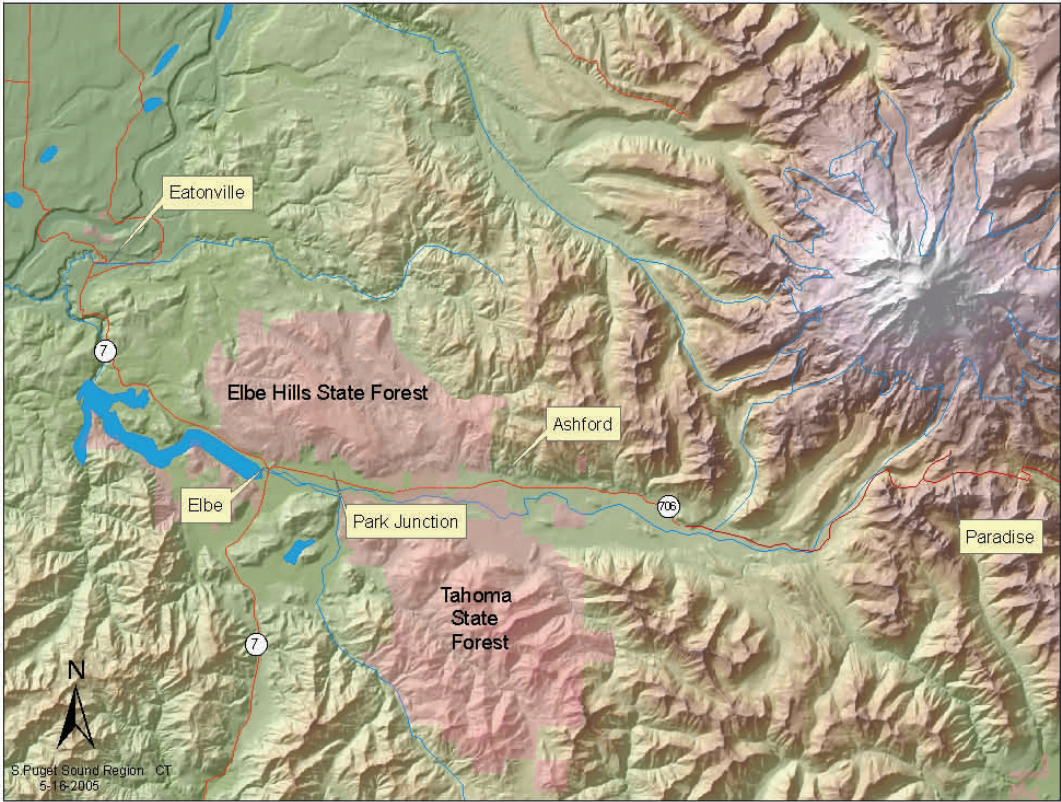 Eatonville
7
Elbe Hills State Forest
Ashford
Elbe
706
Park Junction
Paradise
Tahoma
State
Forest
7
N
S.Puget Sound Region CT
5-16-2005